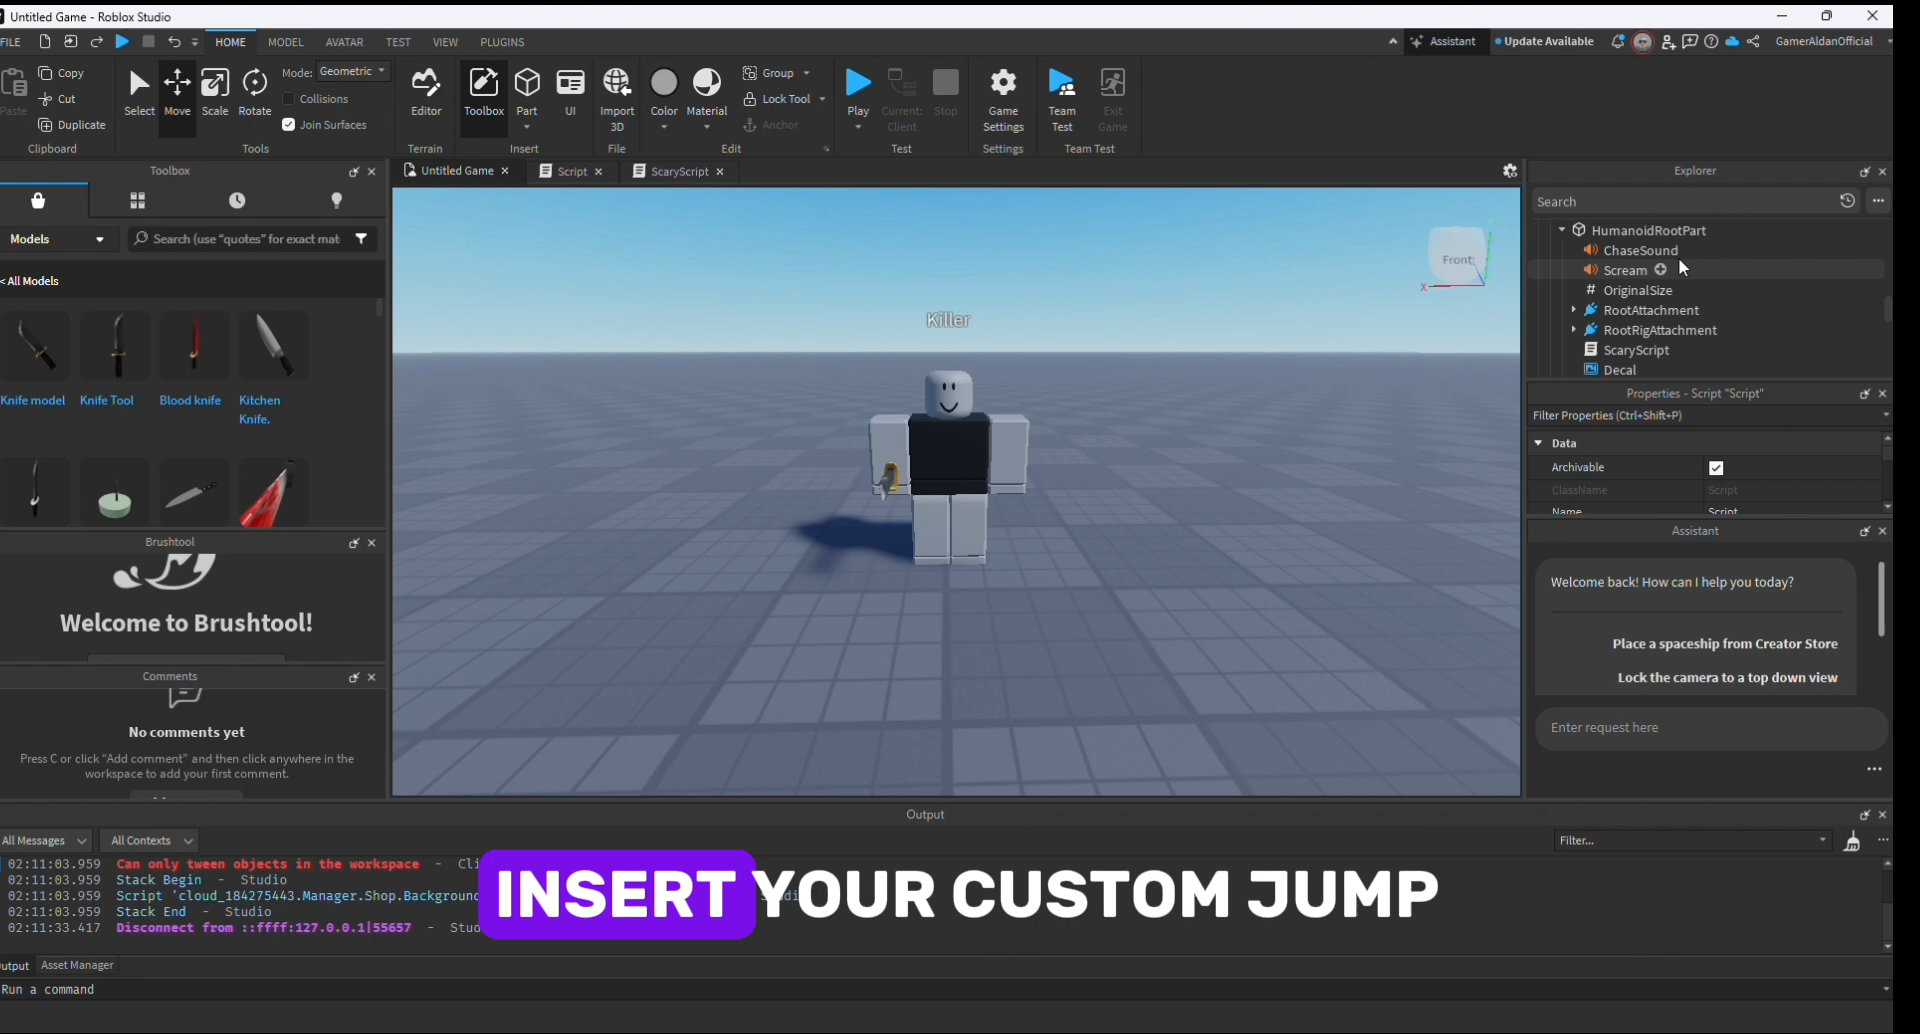 Untitled Game - Roblox Studio
FILE
HOME
MODEL
AVATAR
TEST
VIEW
PLUGINS
Assistant
Update Available
GamerAldanOfficial
Paste
Copy
Cut
Duplicate
Clipboard
Select
Move
Scale
Rotate
Mode: Geometric
Collisions
Join Surfaces
Tools
Editor
Terrain
Toolbox
Part
UI
Insert
Import
3D
File
Color
Material
Group
Lock Tool
Anchor
Edit
Play
Current:
Client
Stop
Test
Game
Settings
Settings
Team
Test
Exit
Game
Team Test
Toolbox
Models
Search (use "quotes" for exact mat
< All Models
Knife model
Knife Tool
Blood knife
Kitchen
Knife.
Brushtool
Welcome to Brushtool!
Comments
No comments yet
Press C or click "Add comment" and then click anywhere in the
workspace to add your first comment.
Untitled Game
Script
ScaryScript
Front
X
Killer
Explorer
Search
HumanoidRootPart
ChaseSound
Scream
OriginalSize
RootAttachment
RootRigAttachment
ScaryScript
Decal
Properties - Script "Script"
Filter Properties (Ctrl+Shift+P)
Data
Archivable
ClassName Script
Name Script
Assistant
Welcome back! How can I help you today?
Place a spaceship from Creator Store
Lock the camera to a top down view
Enter request here
Output
All Messages
All Contexts
Filter...
02:11:03.959 Can only tween objects in the workspace - Cli
02:11:03.959 Stack Begin - Studio
02:11:03.959 Script 'cloud_184275443.Manager.Shop.Backgroun
02:11:03.959 Stack End - Studio
02:11:33.417 Disconnect from ::ffff:127.0.0.1|55657 - Stud
INSERT YOUR CUSTOM JUMP
utput
Asset Manager
Run a command